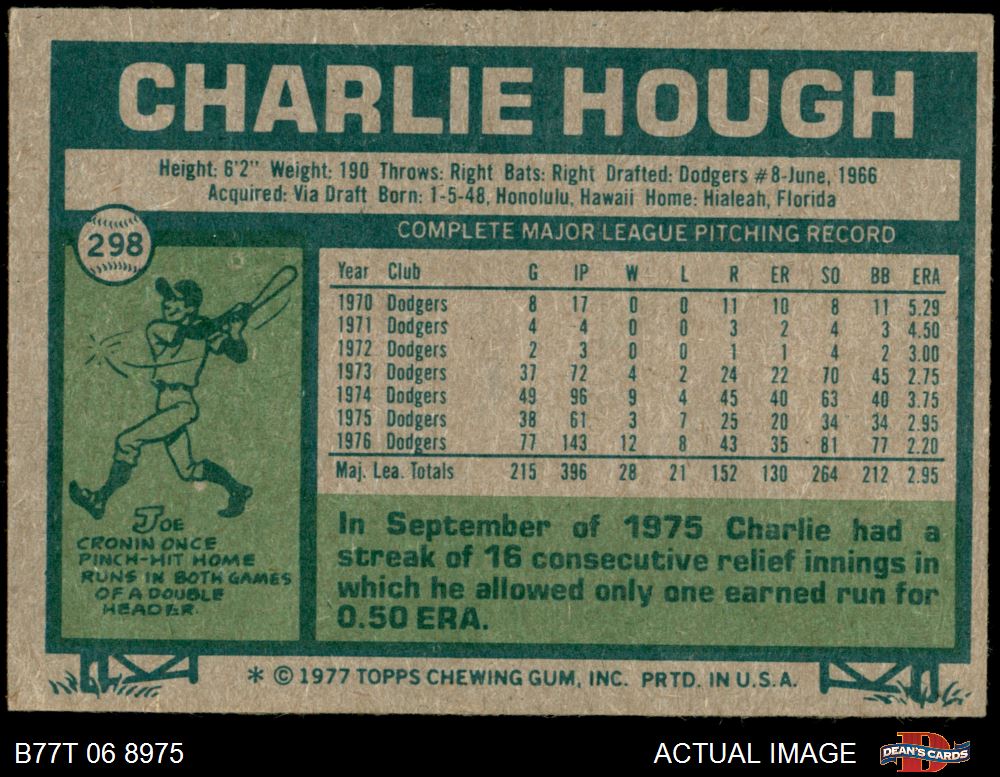 CHARLIE HOUGH
Height: 6'2" Weight: 190 Throws: Right Bats: Right Drafted: Dodgers #8-June, 1966
Acquired: Via Draft Born: 1-5-48, Honolulu, Hawaii Home: Hialeah, Florida
298
COMPLETE MAJOR LEAGUE PITCHING RECORD
Year Club G IP W L R ER SO BB ERA
1970 Dodgers 8 17 0 0 11 10 8 11 5.29
1971 Dodgers 4 4 0 0 3 2 4 3 4.50
1972 Dodgers 2 3 0 0 1 1 4 2 3.00
1973 Dodgers 37 72 4 2 24 22 70 45 2.75
1974 Dodgers 49 96 9 4 45 40 63 40 3.75
1975 Dodgers 38 61 3 7 25 20 34 34 2.95
1976 Dodgers 77 143 12 8 43 35 81 77 2.20
Maj. Lea. Totals 215 396 28 21 152 130 264 212 2.95
JOE
CRONIN ONCE
PINCH-HIT HOME
RUNS IN BOTH GAMES
OF A DOUBLE
HEADER.
In September of 1975 Charlie had a
streak of 16 consecutive relief innings in
which he allowed only one earned run for
0.50 ERA.
* © 1977 TOPPS CHEWING GUM, INC. PRTD. IN U.S.A.
B77T 06 8975
ACTUAL IMAGE
D
DEAN'S CARDS